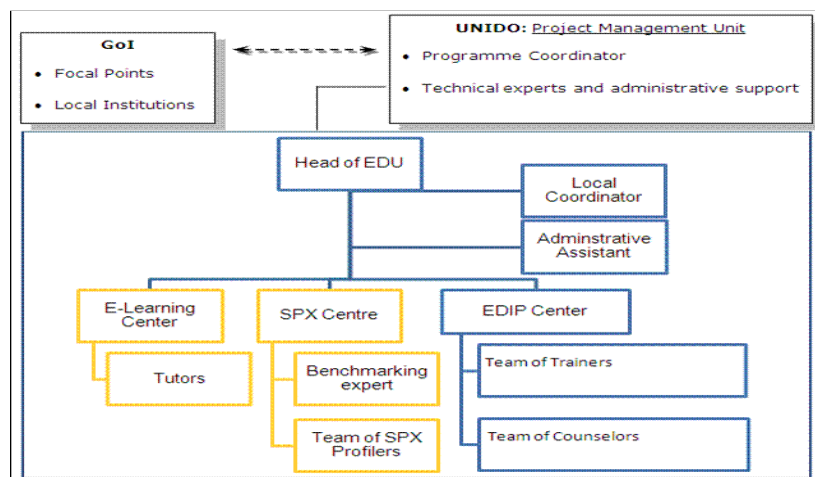 GoI
• Focal Points
• Local Institutions
UNIDO: Project Management Unit
• Programme Coordinator
• Technical experts and administrative support
Head of EDU
Local
Coordinator
Adminstrative
Assistant
E-Learning
Center
SPX Centre
EDIP Center
Tutors
Benchmarking
expert
Team of Trainers
Team of SPX
Profilers
Team of Counselors